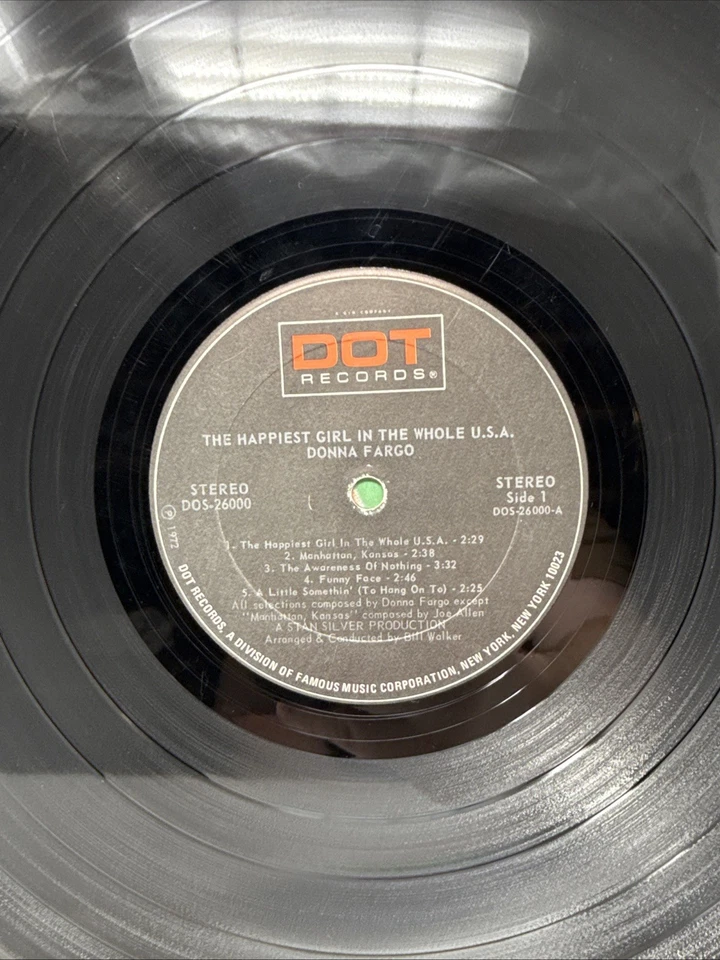 A G+W COMPANY
DOT
RECORDS®
THE HAPPIEST GIRL IN THE WHOLE U.S.A.
DONNA FARGO
STEREO
DOS-26000
STEREO
Side 1
DOS-26000-A
℗ 1972
1. The Happiest Girl In The Whole U.S.A. - 2:29
2. Manhattan, Kansas - 2:38
3. The Awareness Of Nothing - 3:32
4. Funny Face - 2:46
5. A Little Somethin' (To Hang On To) - 2:25
All selections composed by Donna Fargo except
"Manhattan, Kansas" composed by Joe Allen
A STAN SILVER PRODUCTION
Arranged & Conducted by Bill Walker
DOT RECORDS, A DIVISION OF FAMOUS MUSIC CORPORATION, NEW YORK, NEW YORK 10023